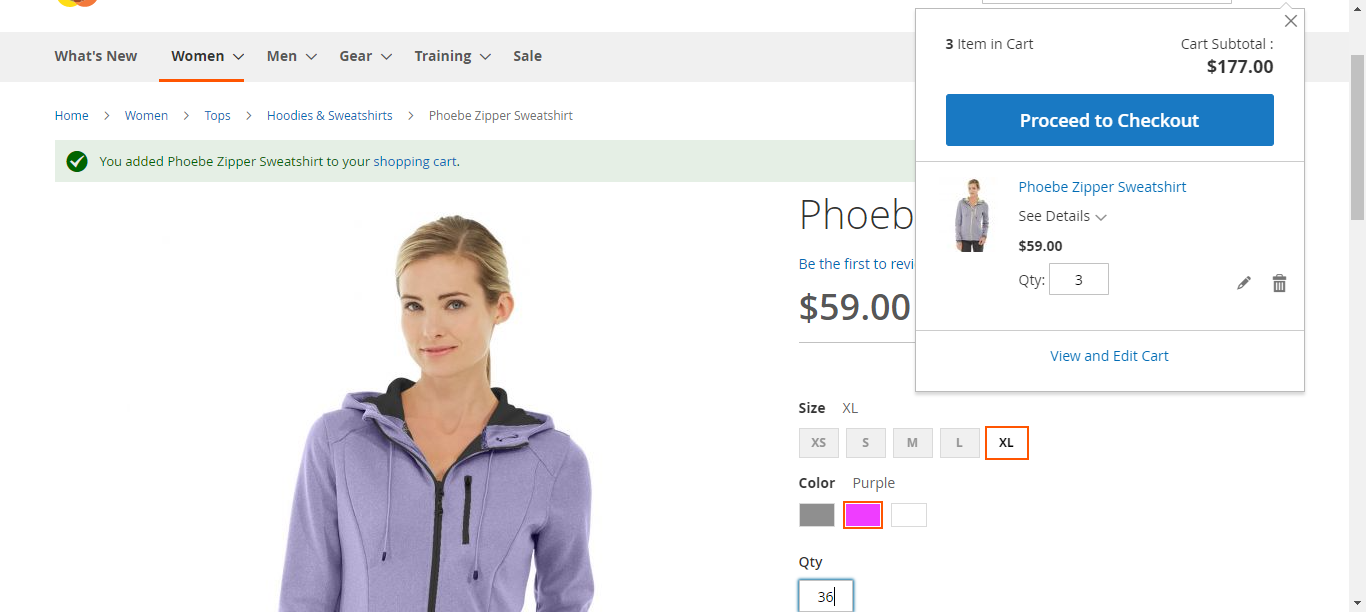 What's New Women Men Gear Training Sale
Home > Women > Tops > Hoodies & Sweatshirts > Phoebe Zipper Sweatshirt
You added Phoebe Zipper Sweatshirt to your shopping cart.
Phoeb
Be the first to revi
$59.00
Size XL
XS S M L XL
Color Purple
Qty
36
3 Item in Cart
Cart Subtotal :
$177.00
Proceed to Checkout
Phoebe Zipper Sweatshirt
See Details
$59.00
Qty: 3
View and Edit Cart